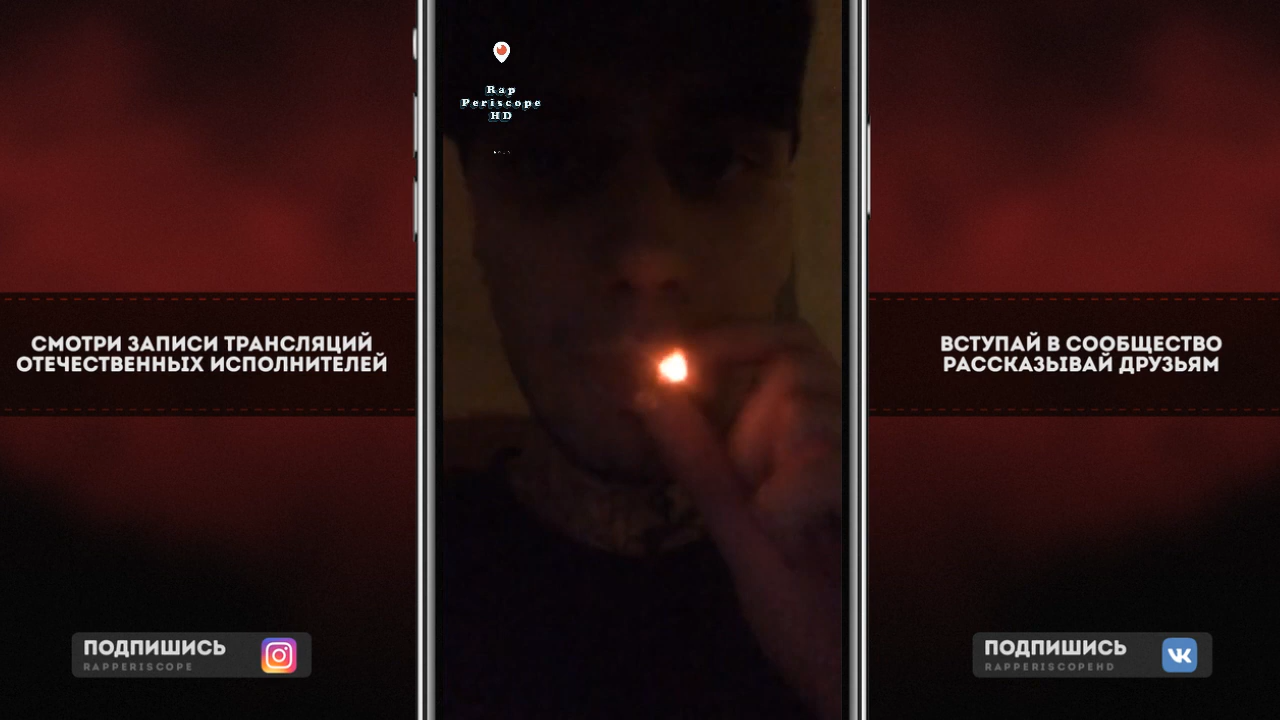 Rap
Periscope
HD
СМОТРИ ЗАПИСИ ТРАНСЛЯЦИЙ
ОТЕЧЕСТВЕННЫХ ИСПОЛНИТЕЛЕЙ
ВСТУПАЙ В СООБЩЕСТВО
РАССКАЗЫВАЙ ДРУЗЬЯМ
ПОДПИШИСЬ
RAPPERISCOPE
ПОДПИШИСЬ
RAPPERISCOPEHD